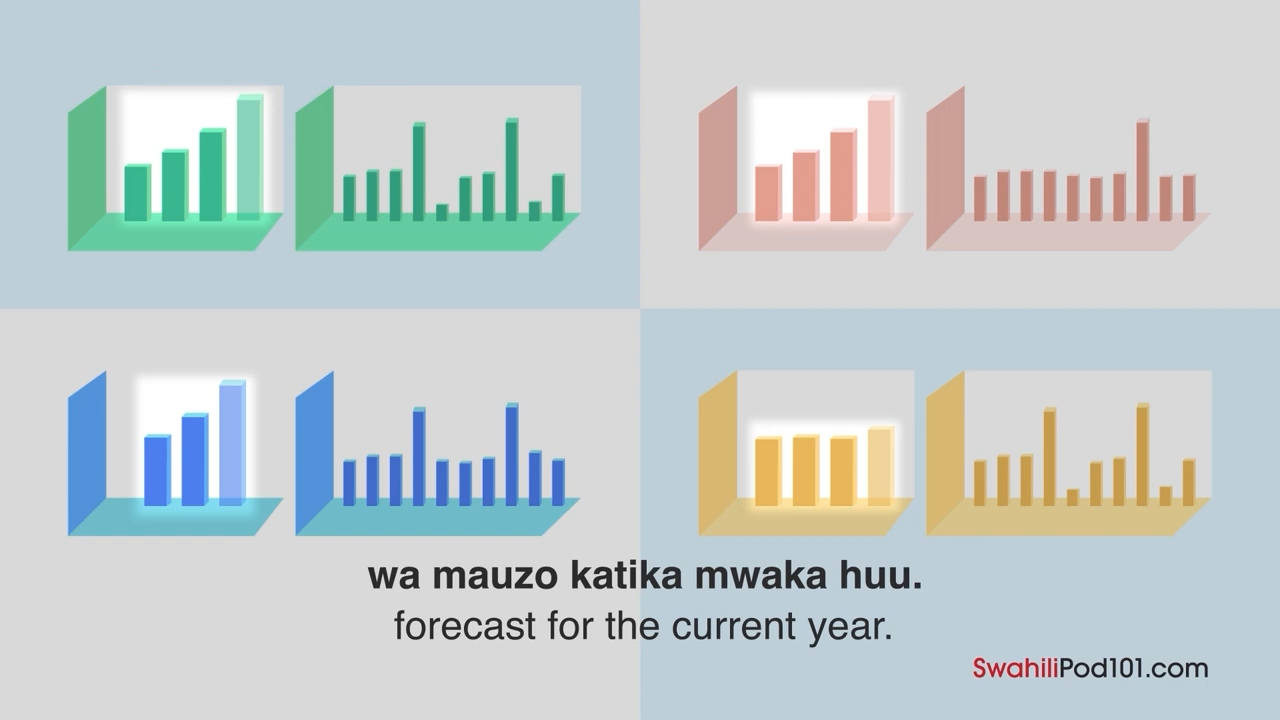 wa mauzo katika mwaka huu.
forecast for the current year.
SwahiliPod101.com